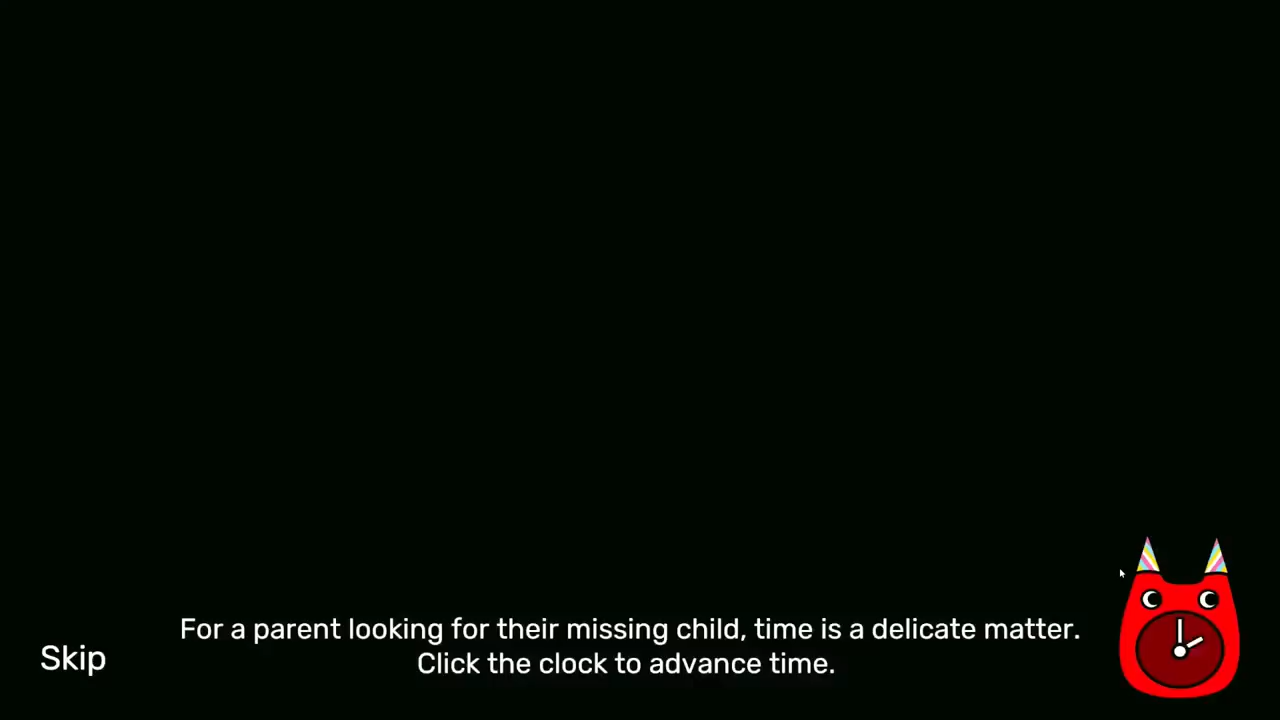 For a parent looking for their missing child, time is a delicate matter.
Click the clock to advance time.
Skip